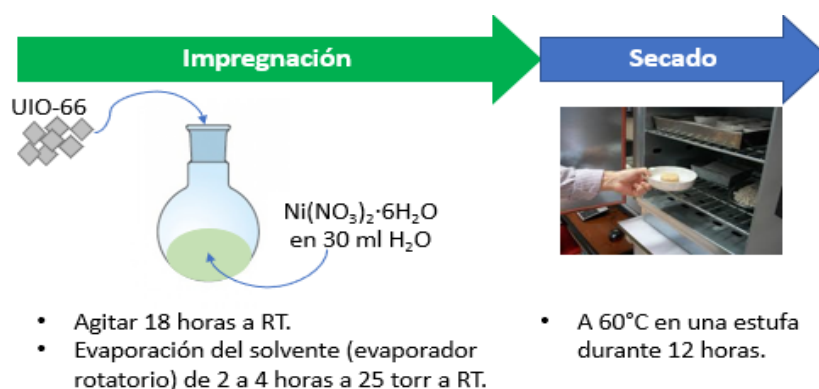 Impregnación
Secado
UIO-66
Ni(NO₃)₂·6H₂O
en 30 ml H₂O
• Agitar 18 horas a RT.
• Evaporación del solvente (evaporador
rotatorio) de 2 a 4 horas a 25 torr a RT.
• A 60°C en una estufa
durante 12 horas.